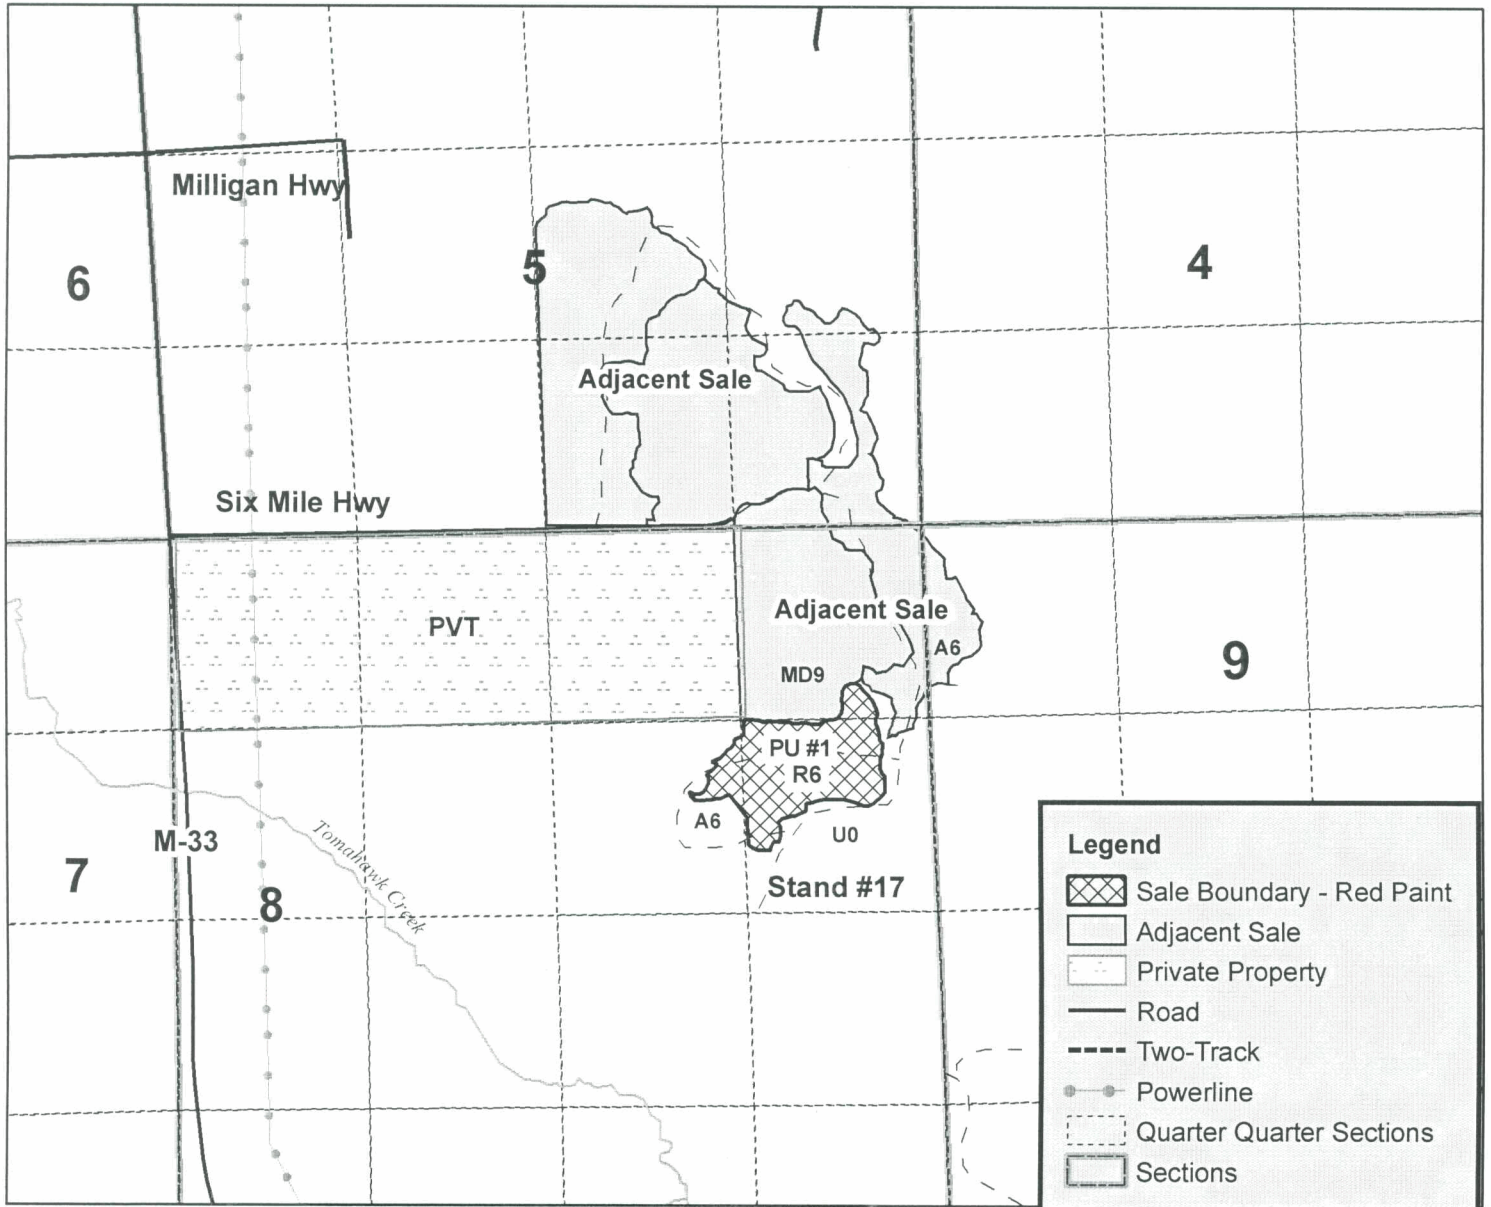 Milligan Hwy
6
5
4
Adjacent Sale
Six Mile Hwy
PVT
Adjacent Sale
A6
9
MD9
PU #1
R6
A6
U0
M-33
Tomahawk Creek
7
8
Stand #17
Legend
Sale Boundary - Red Paint
Adjacent Sale
Private Property
Road
Two-Track
Powerline
Quarter Quarter Sections
Sections